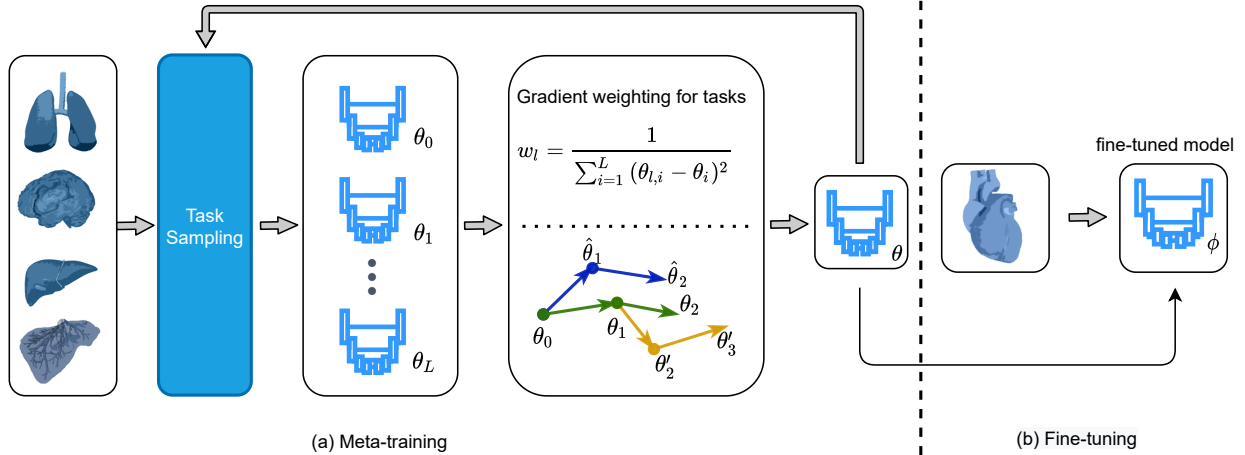 Task
Sampling
θ₀
θ₁
θ_L
Gradient weighting for tasks
w_l = 1 / ∑_{i=1}^{L} (θ_{l,i} − θ_i)²
θ̂₁
θ̂₂
θ₀
θ₁
θ₂
θ′₂
θ′₃
θ
(a) Meta-training
fine-tuned model
ϕ
(b) Fine-tuning